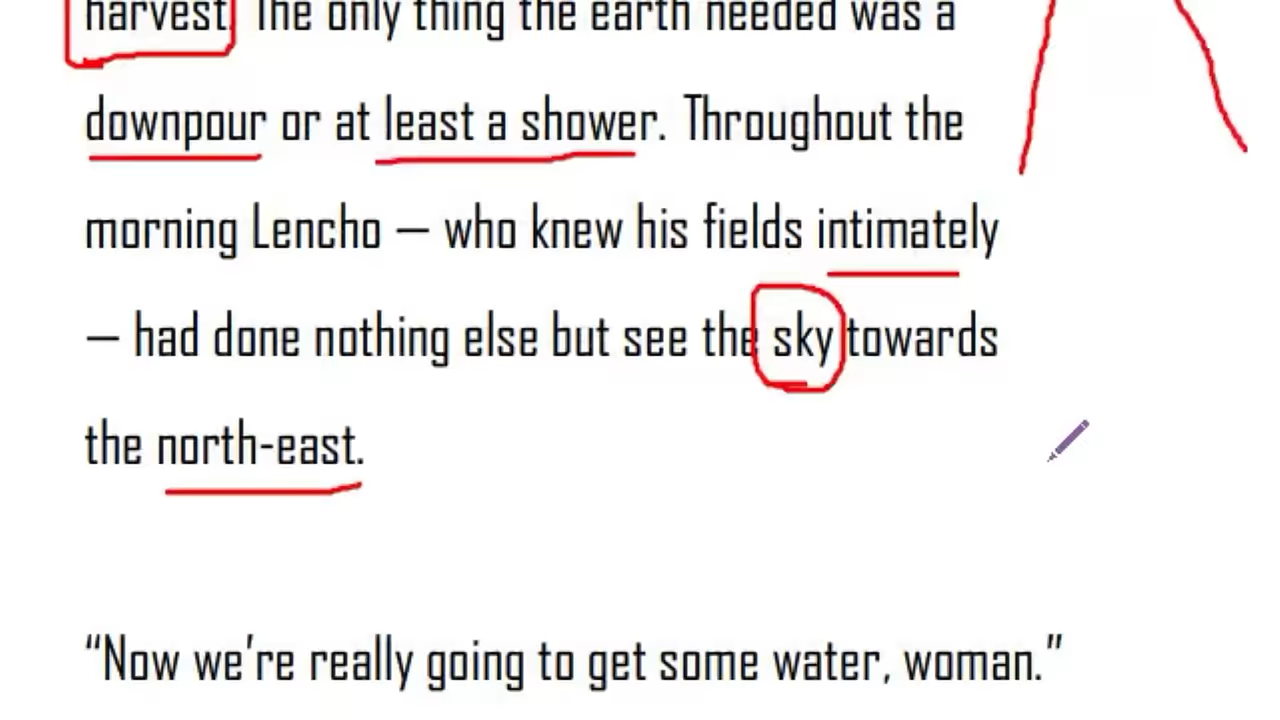 harvest. The only thing the earth needed was a
downpour or at least a shower. Throughout the
morning Lencho — who knew his fields intimately
— had done nothing else but see the sky towards
the north-east.
“Now we’re really going to get some water, woman.”